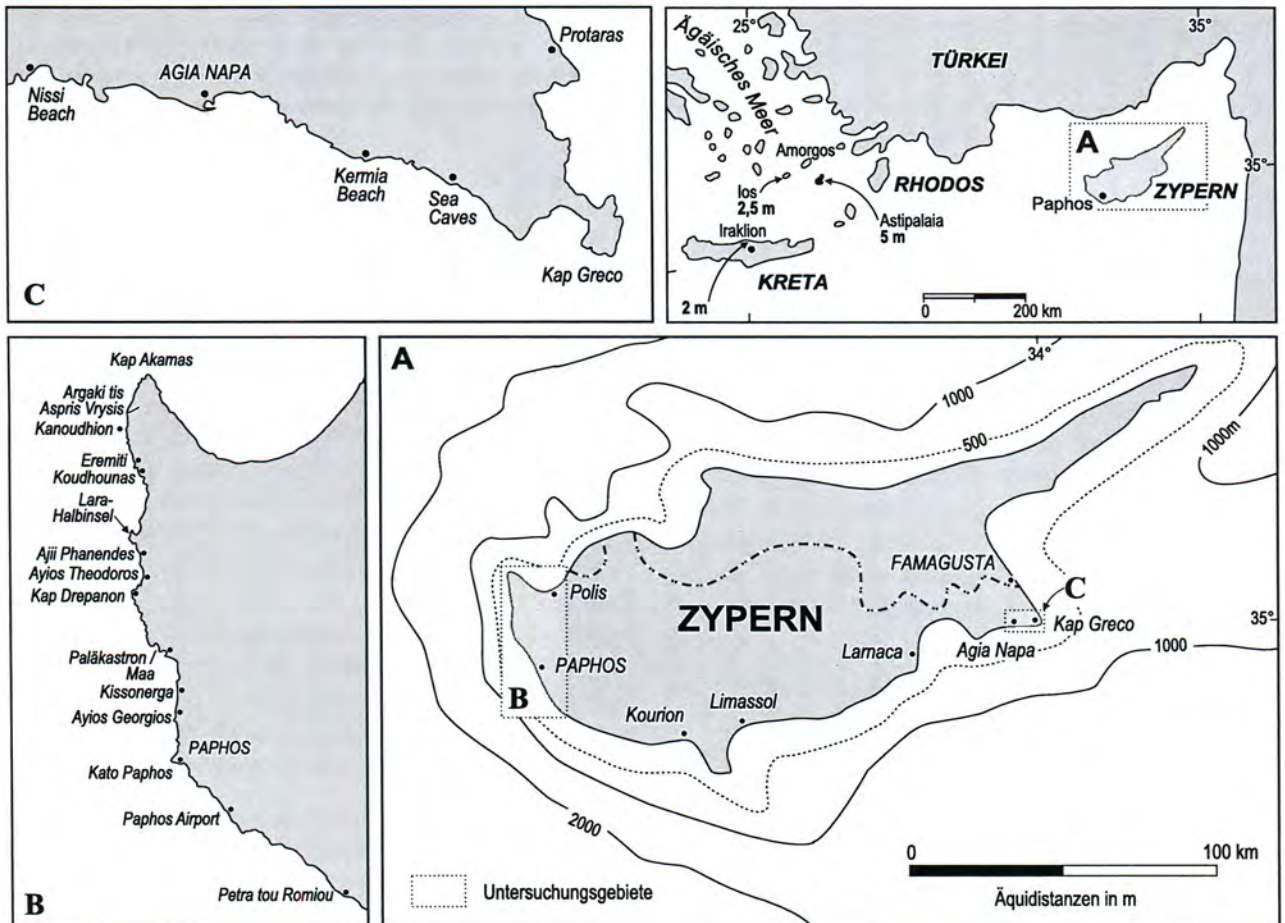 Protaras
AGIA NAPA
Nissi
Beach
Kermia
Beach
Sea
Caves
Kap Greco
C
25°
35°
Ägäisches Meer
TÜRKEI
A
Amorgos
35°
RHODOS
ZYPERN
Ios
2,5 m
Paphos
Astipalaia
5 m
Iraklion
KRETA
2 m
0
200 km
Kap Akamas
Argaki tis
Aspris Vrysis
Kanoudhion
Eremiti
Koudhounas
Lara-
Halbinsel
Ajii Phanendes
Ayios Theodoros
Kap Drepanon
Paläkastron /
Maa
Kissonerga
Ayios Georgios
PAPHOS
Kato Paphos
Paphos Airport
Petra tou Romiou
B
A
34°
1000
500
1000m
FAMAGUSTA
C
Polis
ZYPERN
Kap Greco
35°
Larnaca
Agia Napa
1000
PAPHOS
B
Limassol
Kourion
2000
0
100 km
Untersuchungsgebiete
Äquidistanzen in m